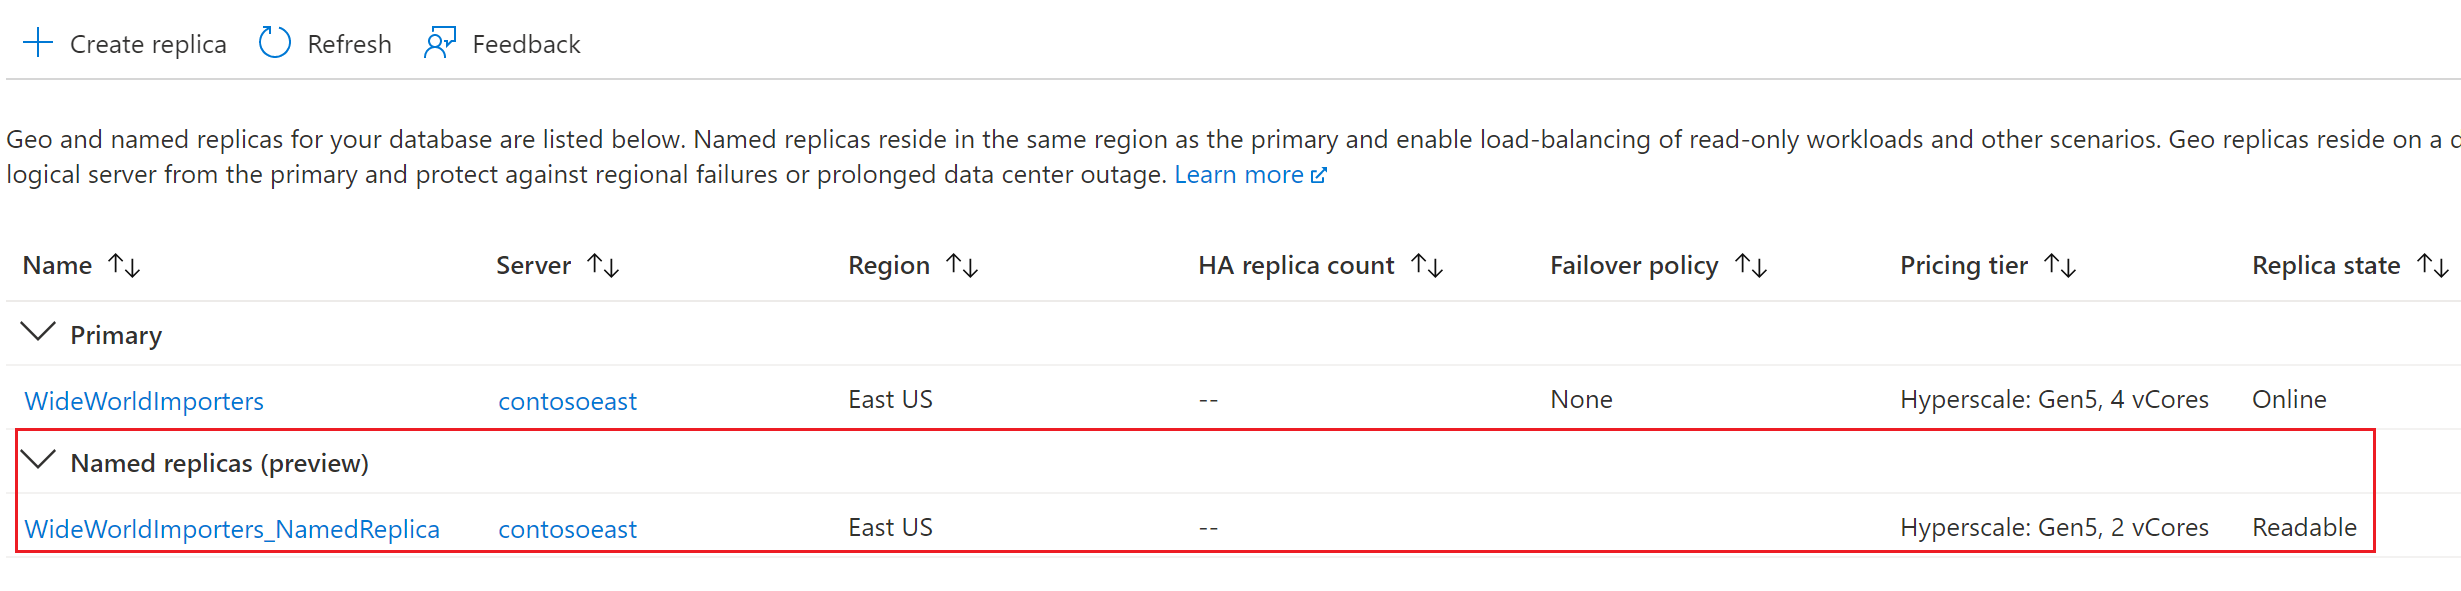 Create replica Refresh Feedback
Geo and named replicas for your database are listed below. Named replicas reside in the same region as the primary and enable load-balancing of read-only workloads and other scenarios. Geo replicas reside on a
logical server from the primary and protect against regional failures or prolonged data center outage. Learn more
Name Server Region HA replica count Failover policy Pricing tier Replica state
Primary
WideWorldImporters contosoeast East US -- None Hyperscale: Gen5, 4 vCores Online
Named replicas (preview)
WideWorldImporters_NamedReplica contosoeast East US -- Hyperscale: Gen5, 2 vCores Readable